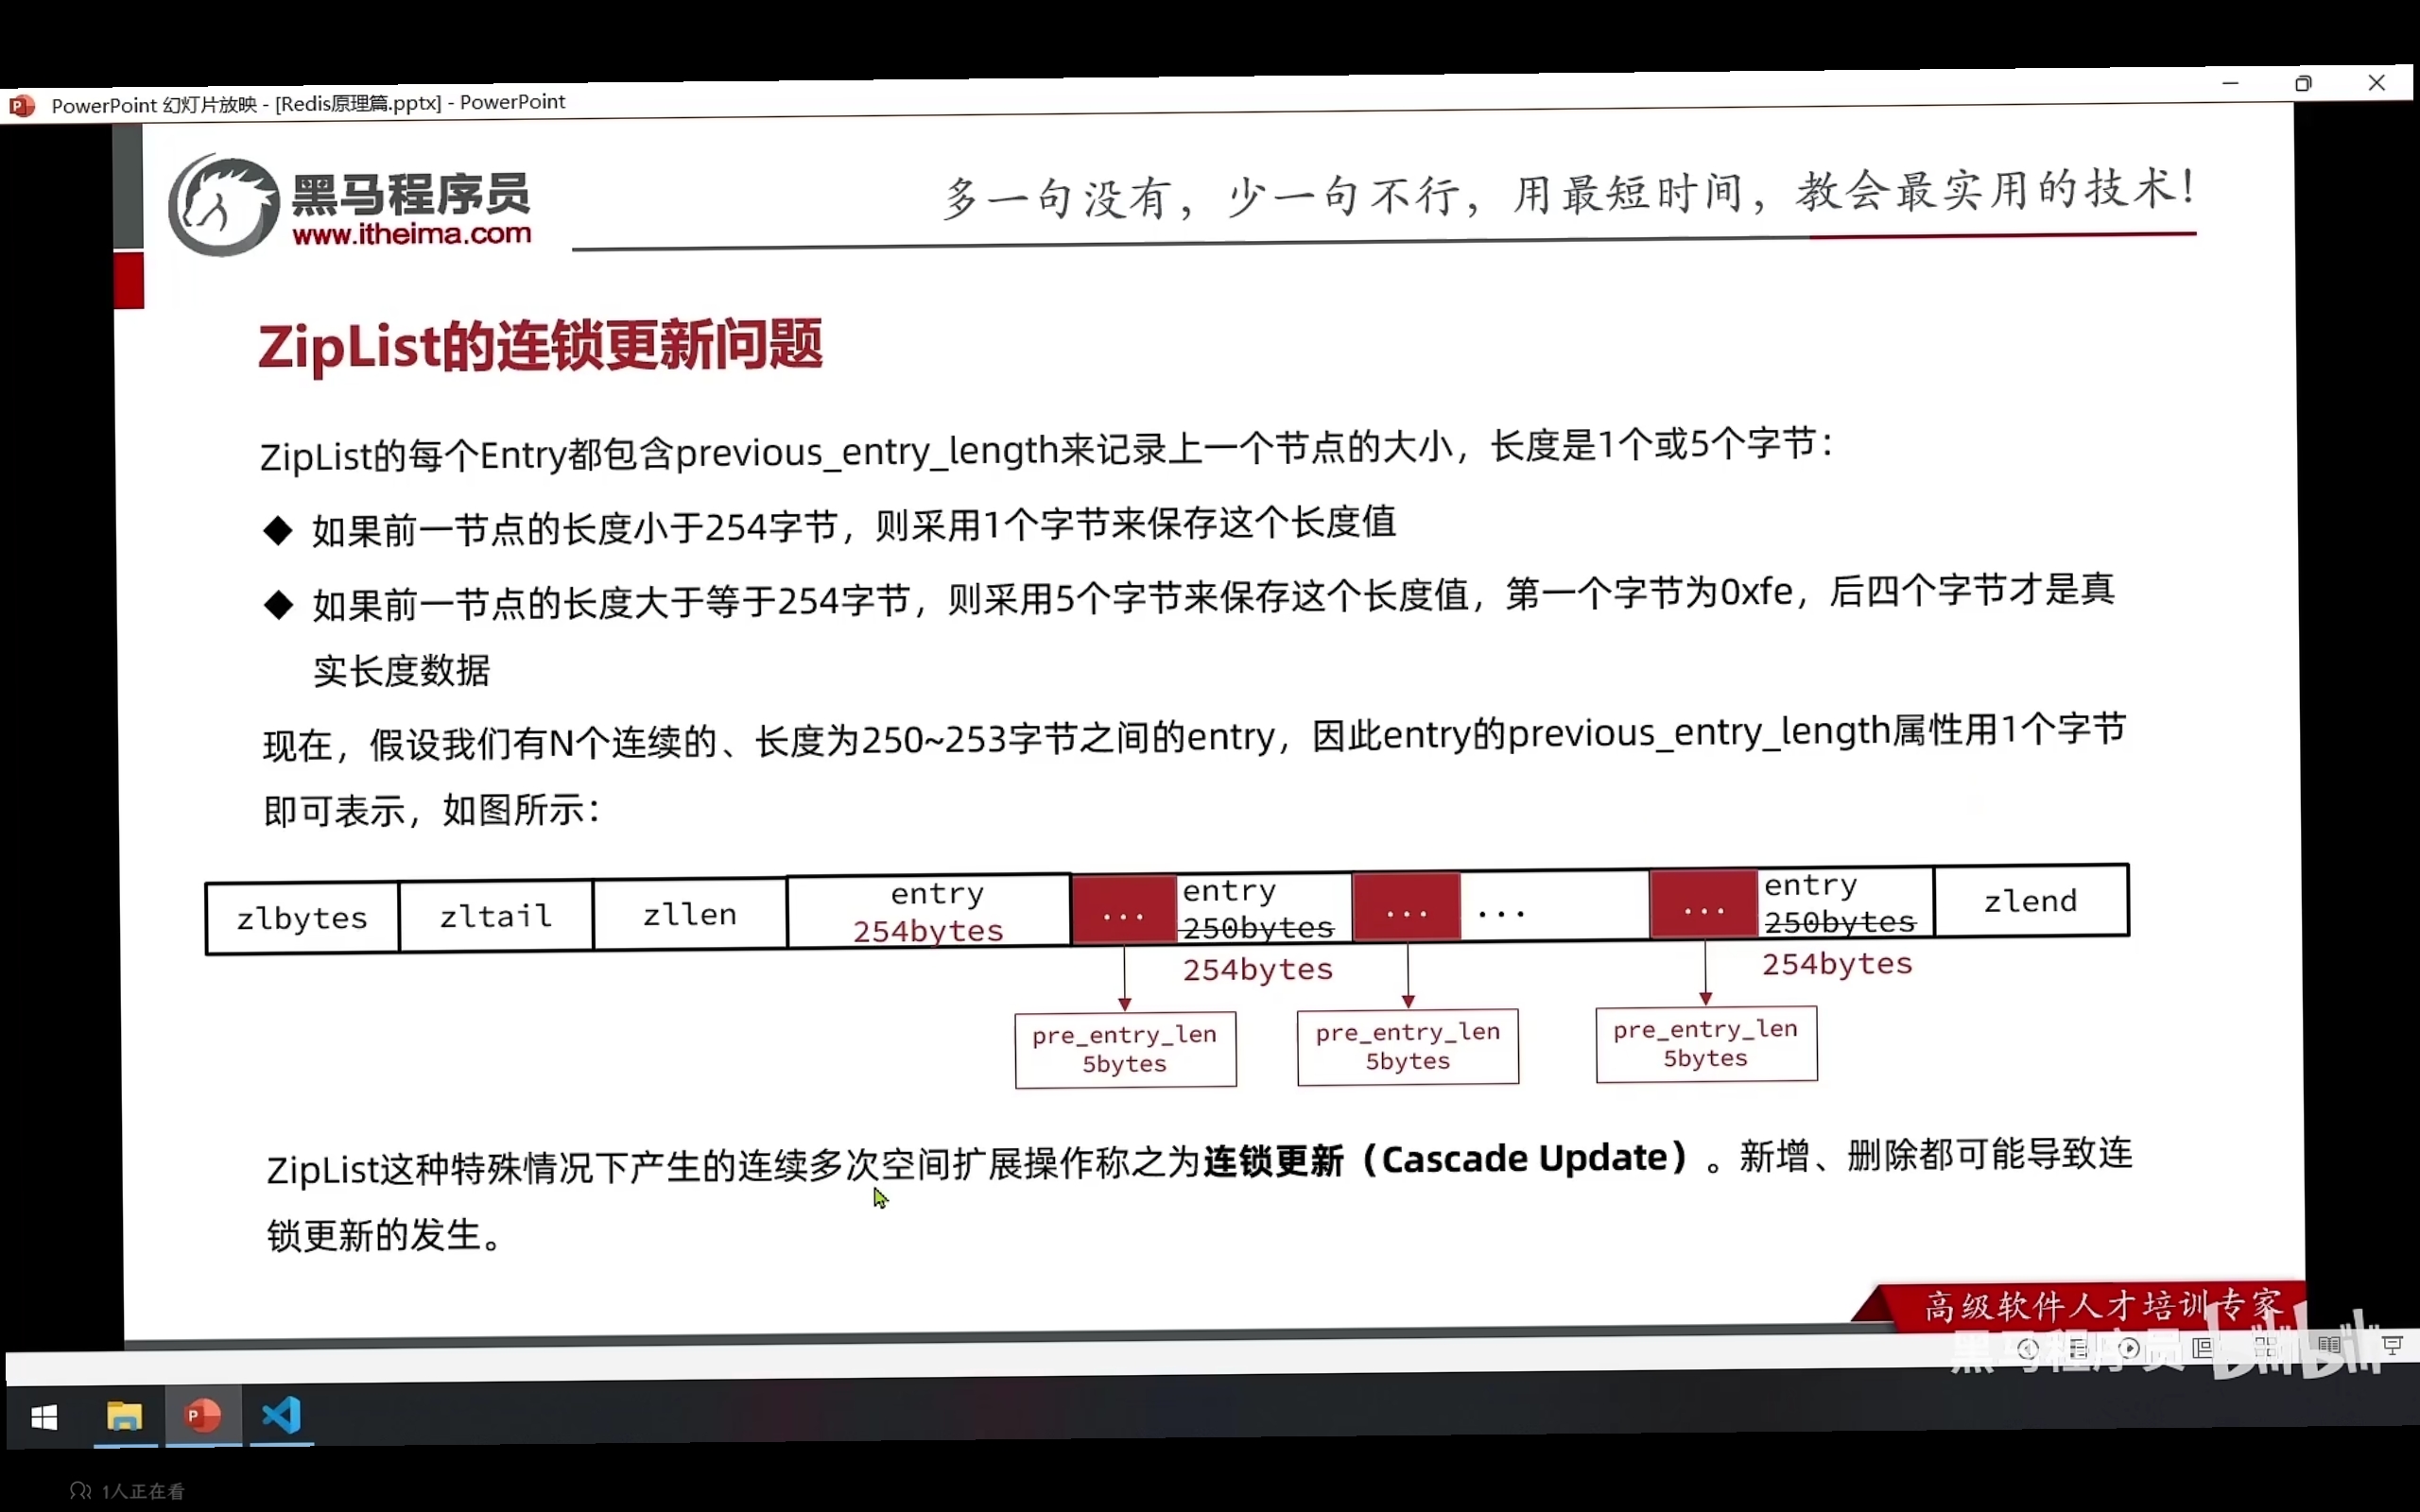 PowerPoint 幻灯片放映 - [Redis原理篇.pptx] - PowerPoint
黑马程序员
www.itheima.com
多一句没有，少一句不行，用最短时间，教会最实用的技术！
ZipList的连锁更新问题
ZipList的每个Entry都包含previous_entry_length来记录上一个节点的大小，长度是1个或5个字节：
◆ 如果前一节点的长度小于254字节，则采用1个字节来保存这个长度值
◆ 如果前一节点的长度大于等于254字节，则采用5个字节来保存这个长度值，第一个字节为0xfe，后四个字节才是真
实长度数据
现在，假设我们有N个连续的、长度为250~253字节之间的entry，因此entry的previous_entry_length属性用1个字节
即可表示，如图所示：
zlbytes
zltail
zllen
entry
254bytes
...
entry
250bytes
...
...
...
entry
250bytes
zlend
254bytes
254bytes
pre_entry_len
5bytes
pre_entry_len
5bytes
pre_entry_len
5bytes
ZipList这种特殊情况下产生的连续多次空间扩展操作称之为连锁更新（Cascade Update）。新增、删除都可能导致连
锁更新的发生。
高级软件人才培训专家
黑马程序员 bilibili
1人正在看